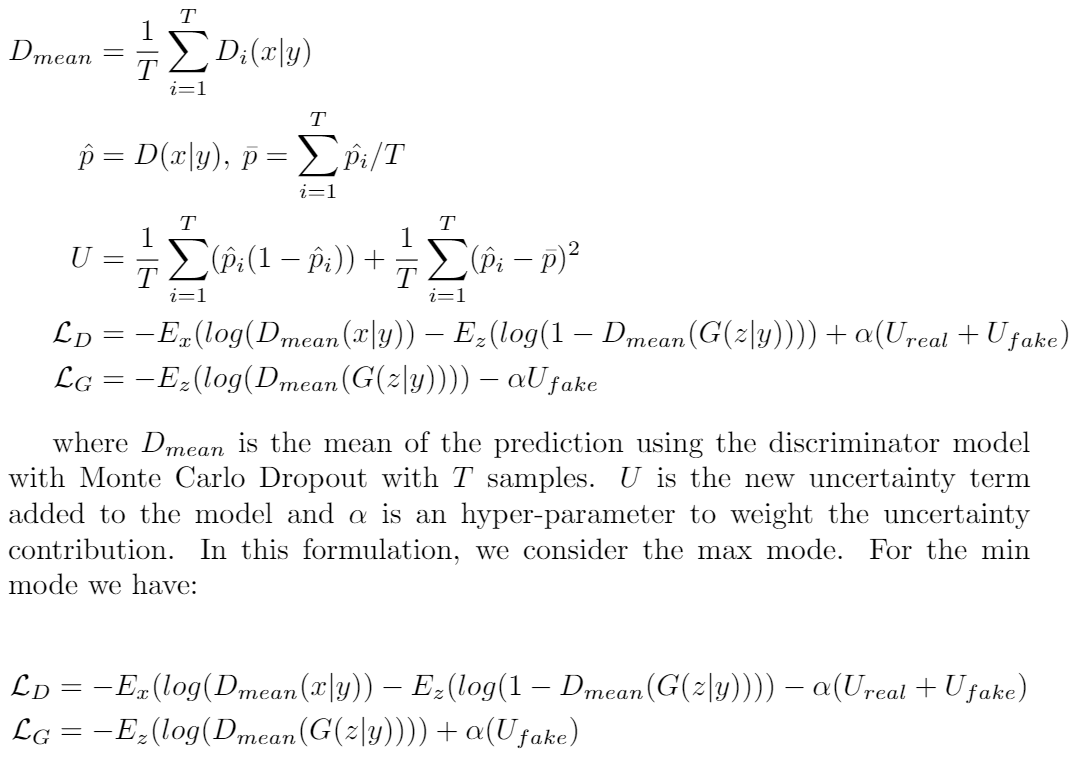 D_{mean} = \frac{1}{T} \sum_{i=1}^{T} D_i(x|y)
\hat{p} = D(x|y), \bar{p} = \sum_{i=1}^{T} \hat{p_i}/T
U = \frac{1}{T} \sum_{i=1}^{T} (\hat{p}_i(1 - \hat{p}_i)) + \frac{1}{T} \sum_{i=1}^{T} (\hat{p}_i - \bar{p})^2
\mathcal{L}_D = -E_x(log(D_{mean}(x|y)) - E_z(log(1 - D_{mean}(G(z|y)))) + \alpha(U_{real} + U_{fake})
\mathcal{L}_G = -E_z(log(D_{mean}(G(z|y)))) - \alpha U_{fake}
where D_{mean} is the mean of the prediction using the discriminator model
with Monte Carlo Dropout with T samples. U is the new uncertainty term
added to the model and α is an hyper-parameter to weight the uncertainty
contribution. In this formulation, we consider the max mode. For the min
mode we have:
\mathcal{L}_D = -E_x(log(D_{mean}(x|y)) - E_z(log(1 - D_{mean}(G(z|y)))) - \alpha(U_{real} + U_{fake})
\mathcal{L}_G = -E_z(log(D_{mean}(G(z|y)))) + \alpha(U_{fake})